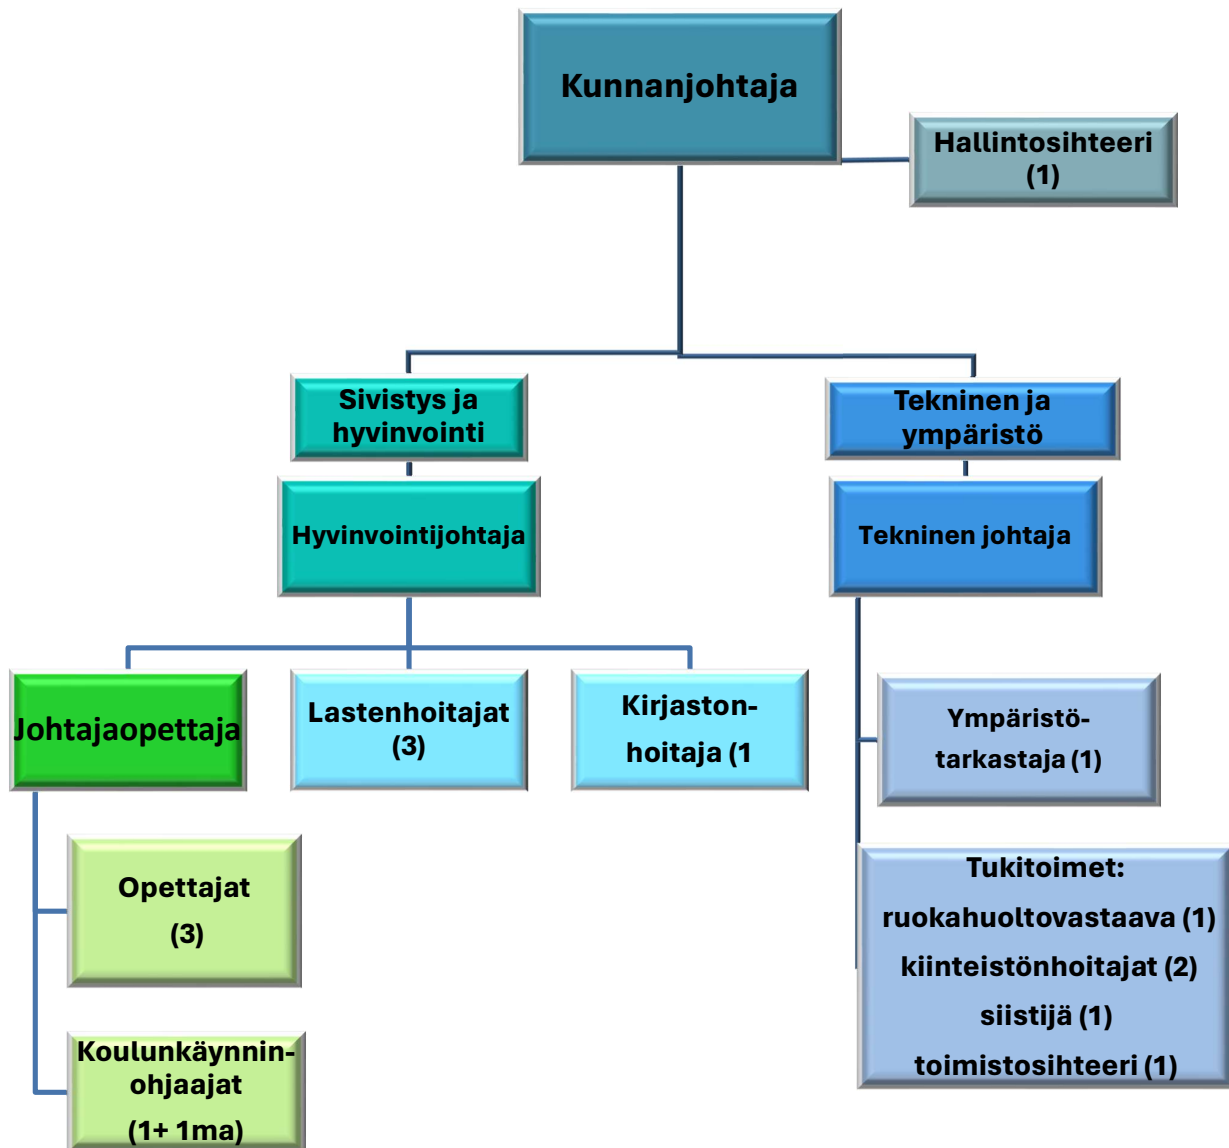 Kunnanjohtaja
Hallintosihteeri
(1)
Sivistys ja
hyvinvointi
Tekninen ja
ympäristö
Hyvinvointijohtaja
Tekninen johtaja
Johtajaopettaja
Lastenhoitajat
(3)
Kirjaston-
hoitaja (1
Ympäristö-
tarkastaja (1)
Opettajat
(3)
Koulunkäynnin-
ohjaajat
(1+ 1ma)
Tukitoimet:
ruokahuoltovastaava (1)
kiinteistönhoitajat (2)
siistijä (1)
toimistosihteeri (1)